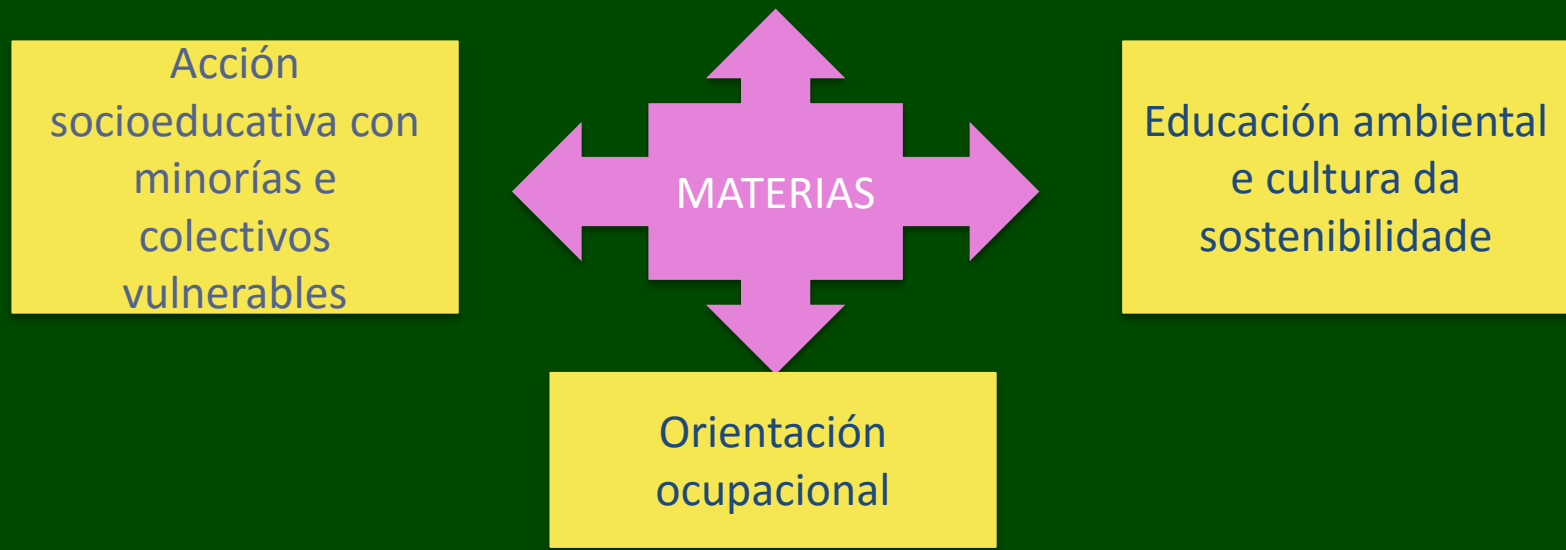 Acción
socioeducativa con
minorías e
colectivos
vulnerables
MATERIAS
Educación ambiental
e cultura da
sostenibilidade
Orientación
ocupacional